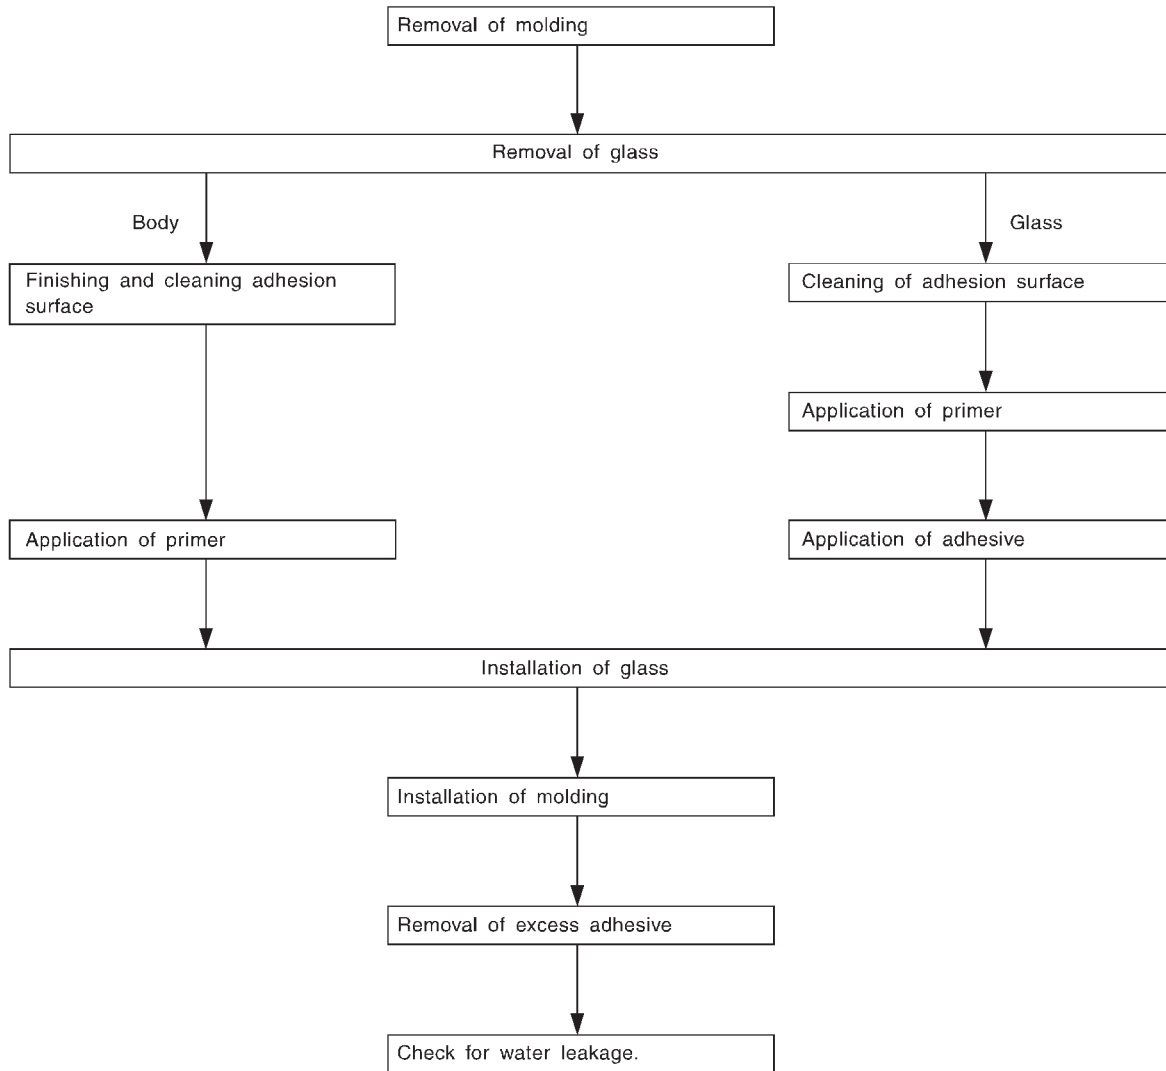 Removal of molding
Removal of glass
Body
Glass
Finishing and cleaning adhesion
surface
Cleaning of adhesion surface
Application of primer
Application of primer
Application of adhesive
Installation of glass
Installation of molding
Removal of excess adhesive
Check for water leakage.